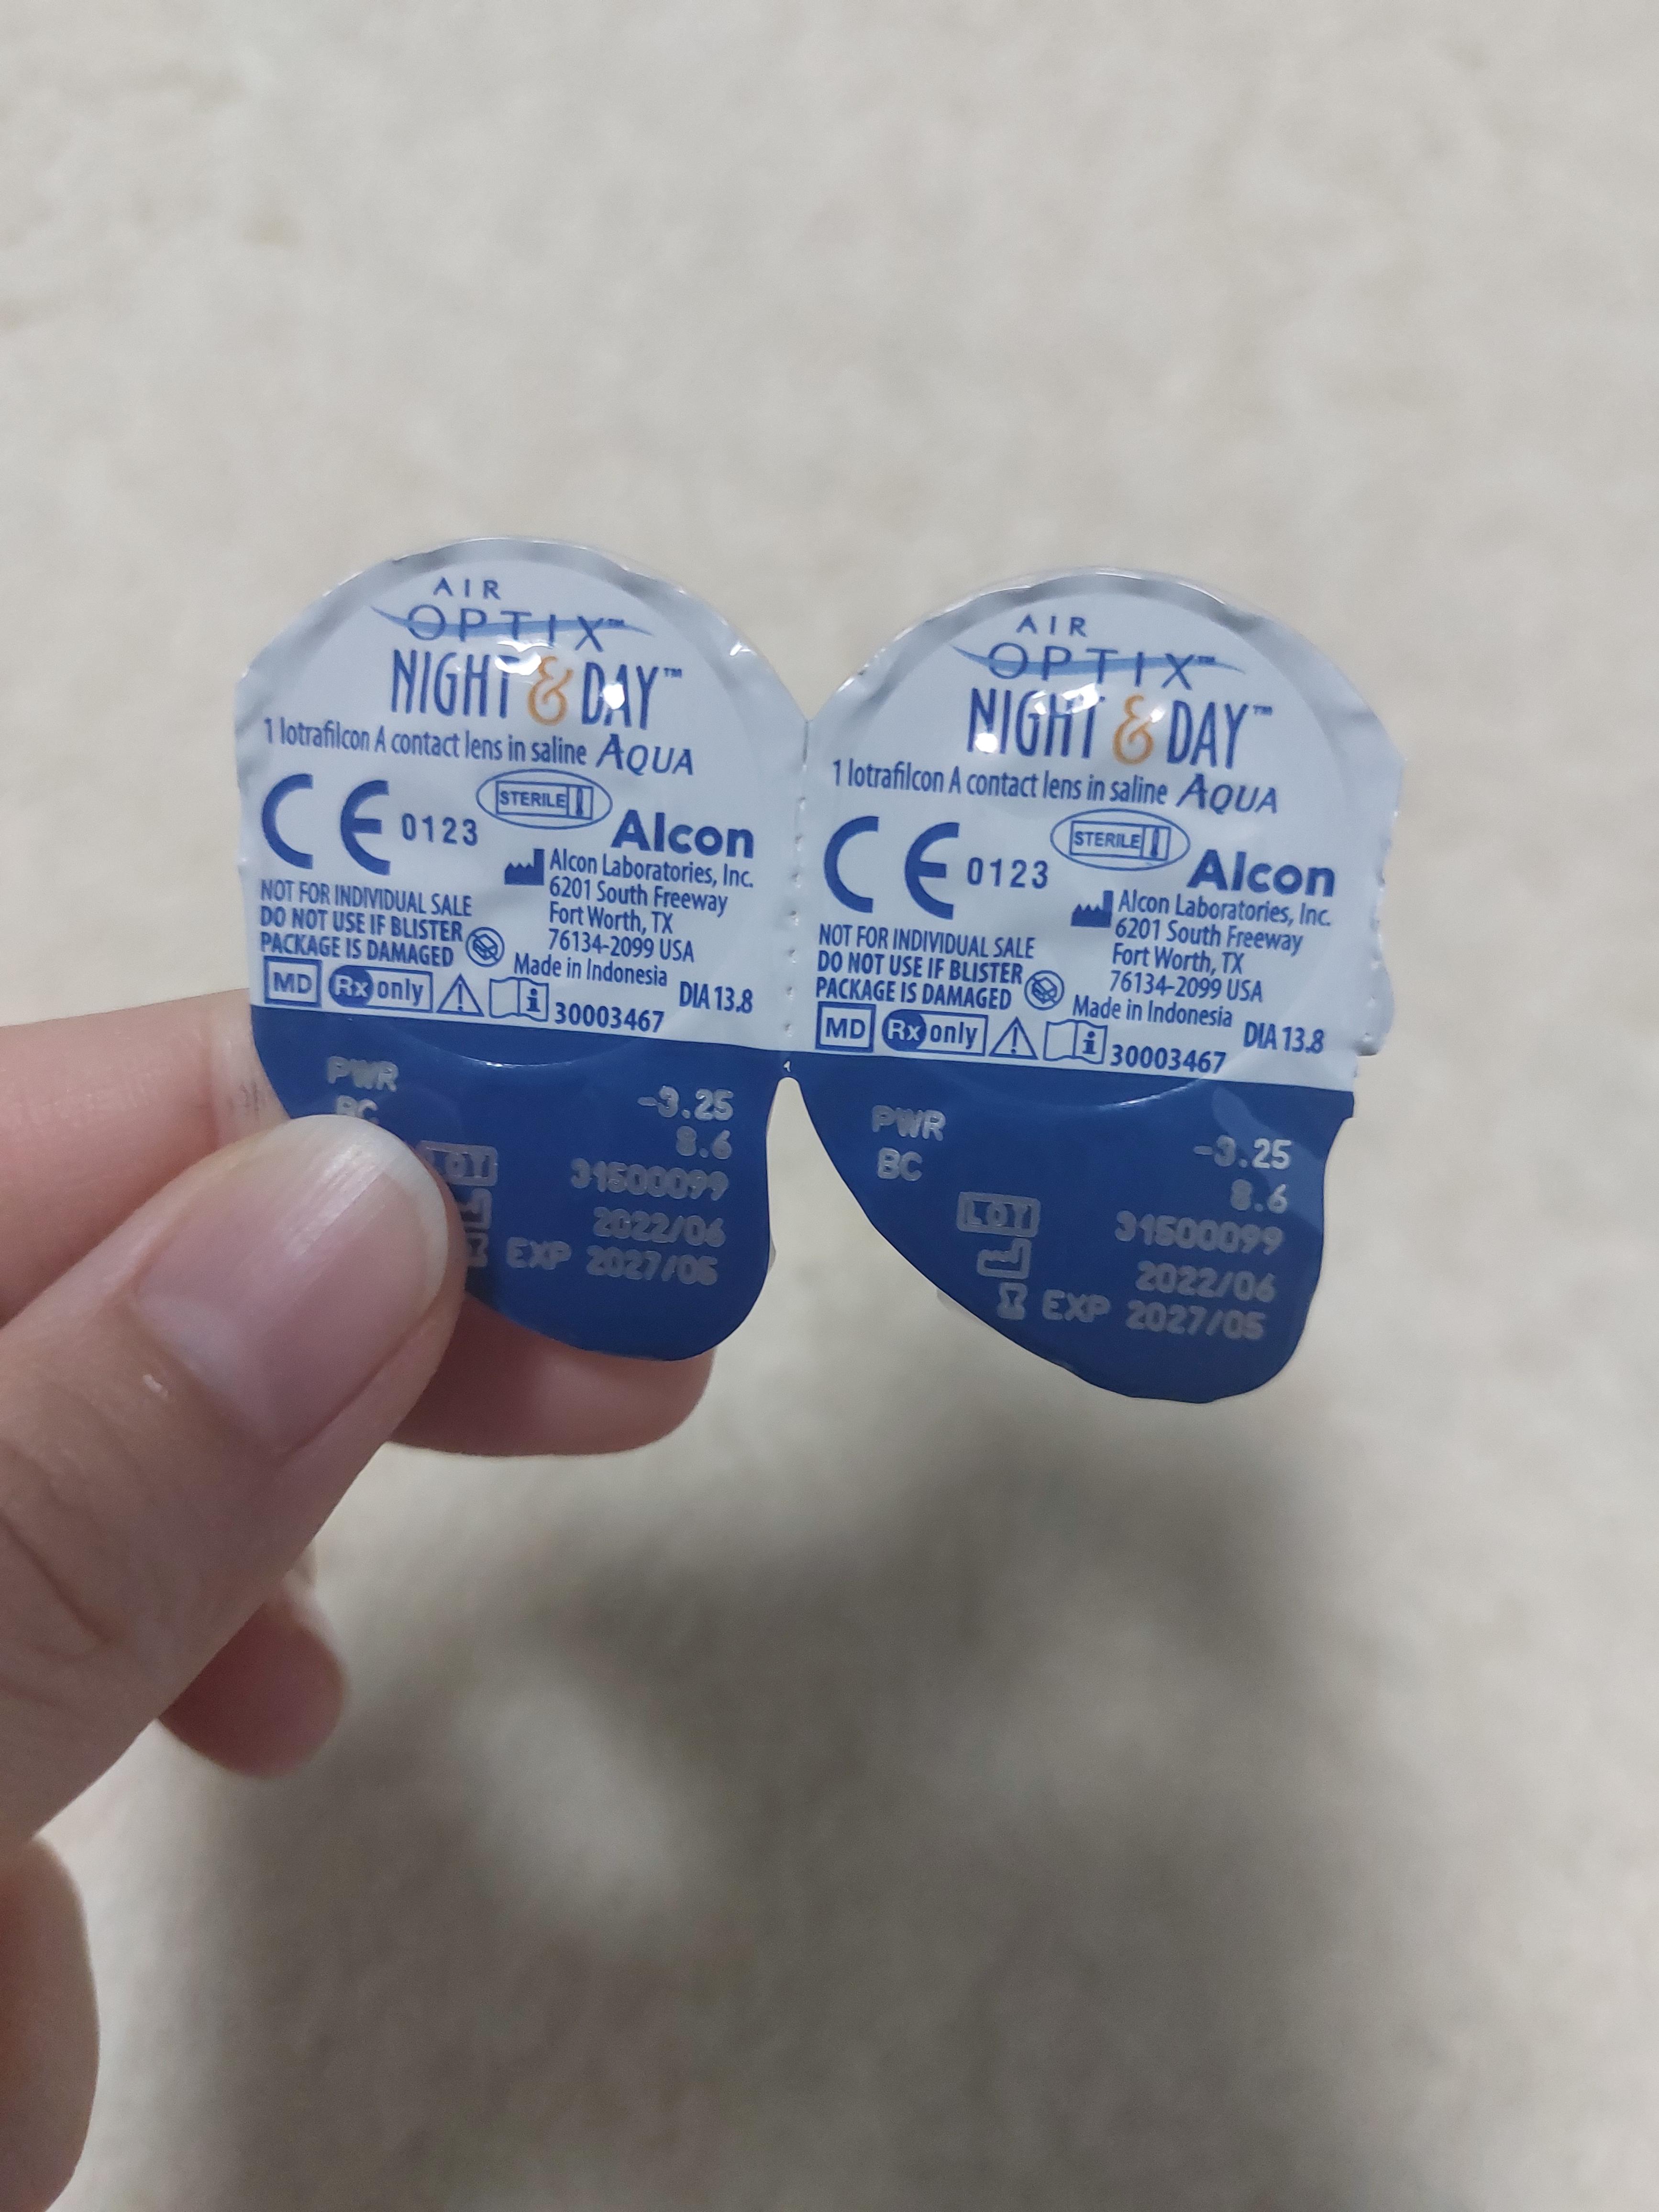 AIR
OPTIX™
NIGHT & DAY™
1 lotrafilcon A contact lens in saline AQUA
CE 0123
STERILE
Alcon
Alcon Laboratories, Inc.
6201 South Freeway
Fort Worth, TX
76134-2099 USA
Made in Indonesia
NOT FOR INDIVIDUAL SALE
DO NOT USE IF BLISTER
PACKAGE IS DAMAGED
MD Rx only 30003467 DIA 13.8
PWR -3.25
BC 8.6
LOT 31500099
2022/06
EXP 2027/05
AIR
OPTIX™
NIGHT & DAY™
1 lotrafilcon A contact lens in saline AQUA
CE 0123
STERILE
Alcon
Alcon Laboratories, Inc.
6201 South Freeway
Fort Worth, TX
76134-2099 USA
Made in Indonesia
NOT FOR INDIVIDUAL SALE
DO NOT USE IF BLISTER
PACKAGE IS DAMAGED
MD Rx only 30003467 DIA 13.8
PWR -3.25
BC 8.6
LOT 31500099
2022/06
EXP 2027/05